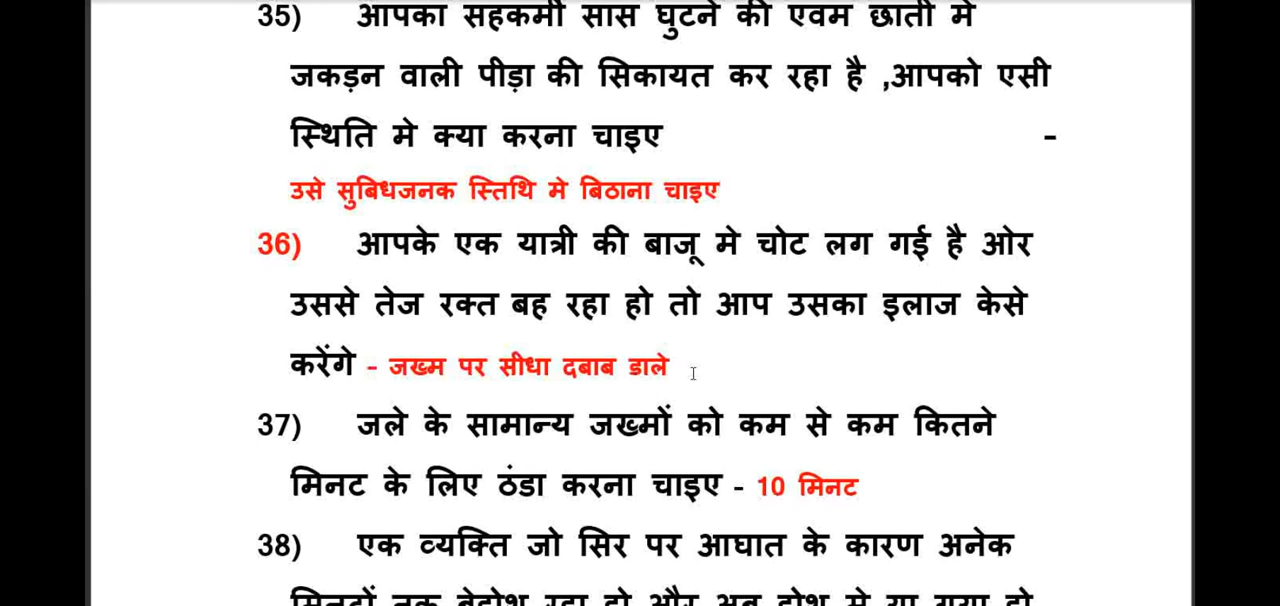 35) आपका सहकर्मी सास घुटने की एवम छाती मे
जकड़न वाली पीड़ा की सिकायत कर रहा है ,आपको एसी
स्थिति मे क्या करना चाइए -
उसे सुबिधजनक स्तिथि मे बिठाना चाइए
36) आपके एक यात्री की बाजू मे चोट लग गई है ओर
उससे तेज रक्त बह रहा हो तो आप उसका इलाज केसे
करेंगे - जख्म पर सीधा दबाब डाले
37) जले के सामान्य जख्मों को कम से कम कितने
मिनट के लिए ठंडा करना चाइए - 10 मिनट
38) एक व्यक्ति जो सिर पर आघात के कारण अनेक